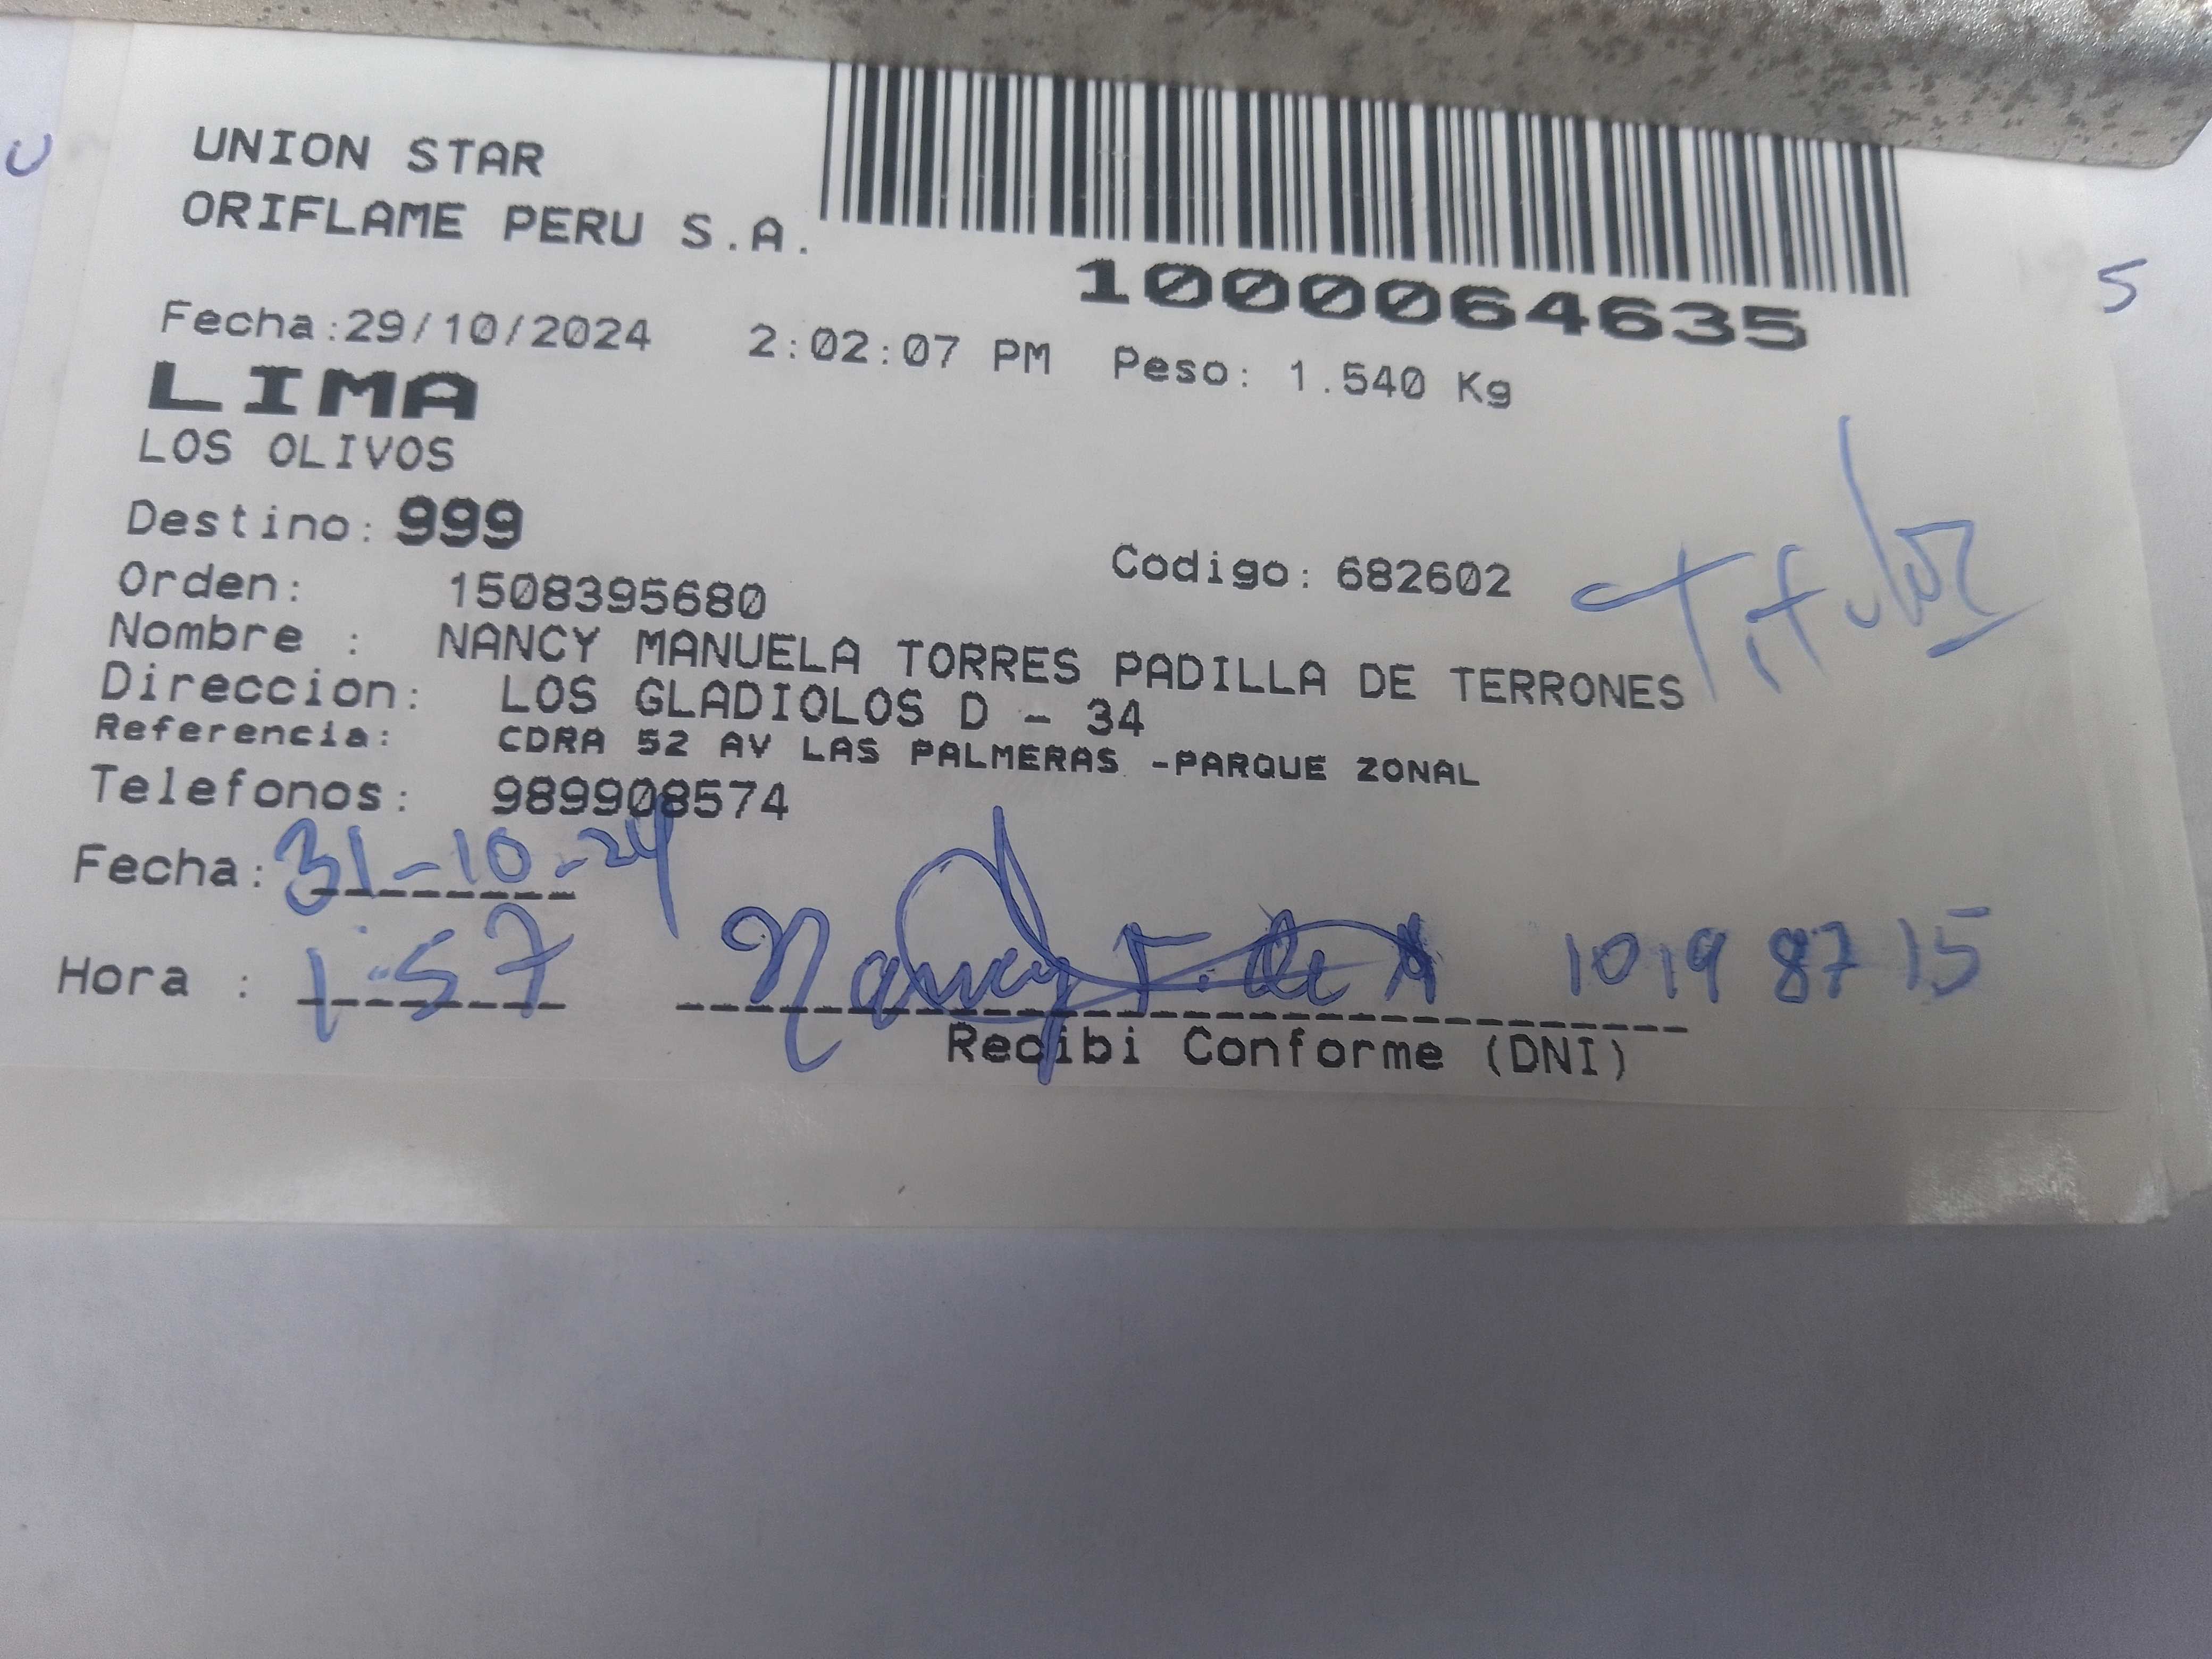 UNION STAR
ORIFLAME PERU S.A.
1000064635
Fecha:29/10/2024 2:02:07 PM Peso: 1.540 Kg
LIMA
LOS OLIVOS
Destino: 999
Orden: 1508395680 Codigo: 682602
Titular
Nombre : NANCY MANUELA TORRES PADILLA DE TERRONES
Direccion: LOS GLADIOLOS D - 34
Referencia: CDRA 52 AV LAS PALMERAS -PARQUE ZONAL
Telefonos: 989908574
Fecha: 31-10-24
Hora : 1:57 Nancy T. de 10198715
Recibi Conforme (DNI)
5